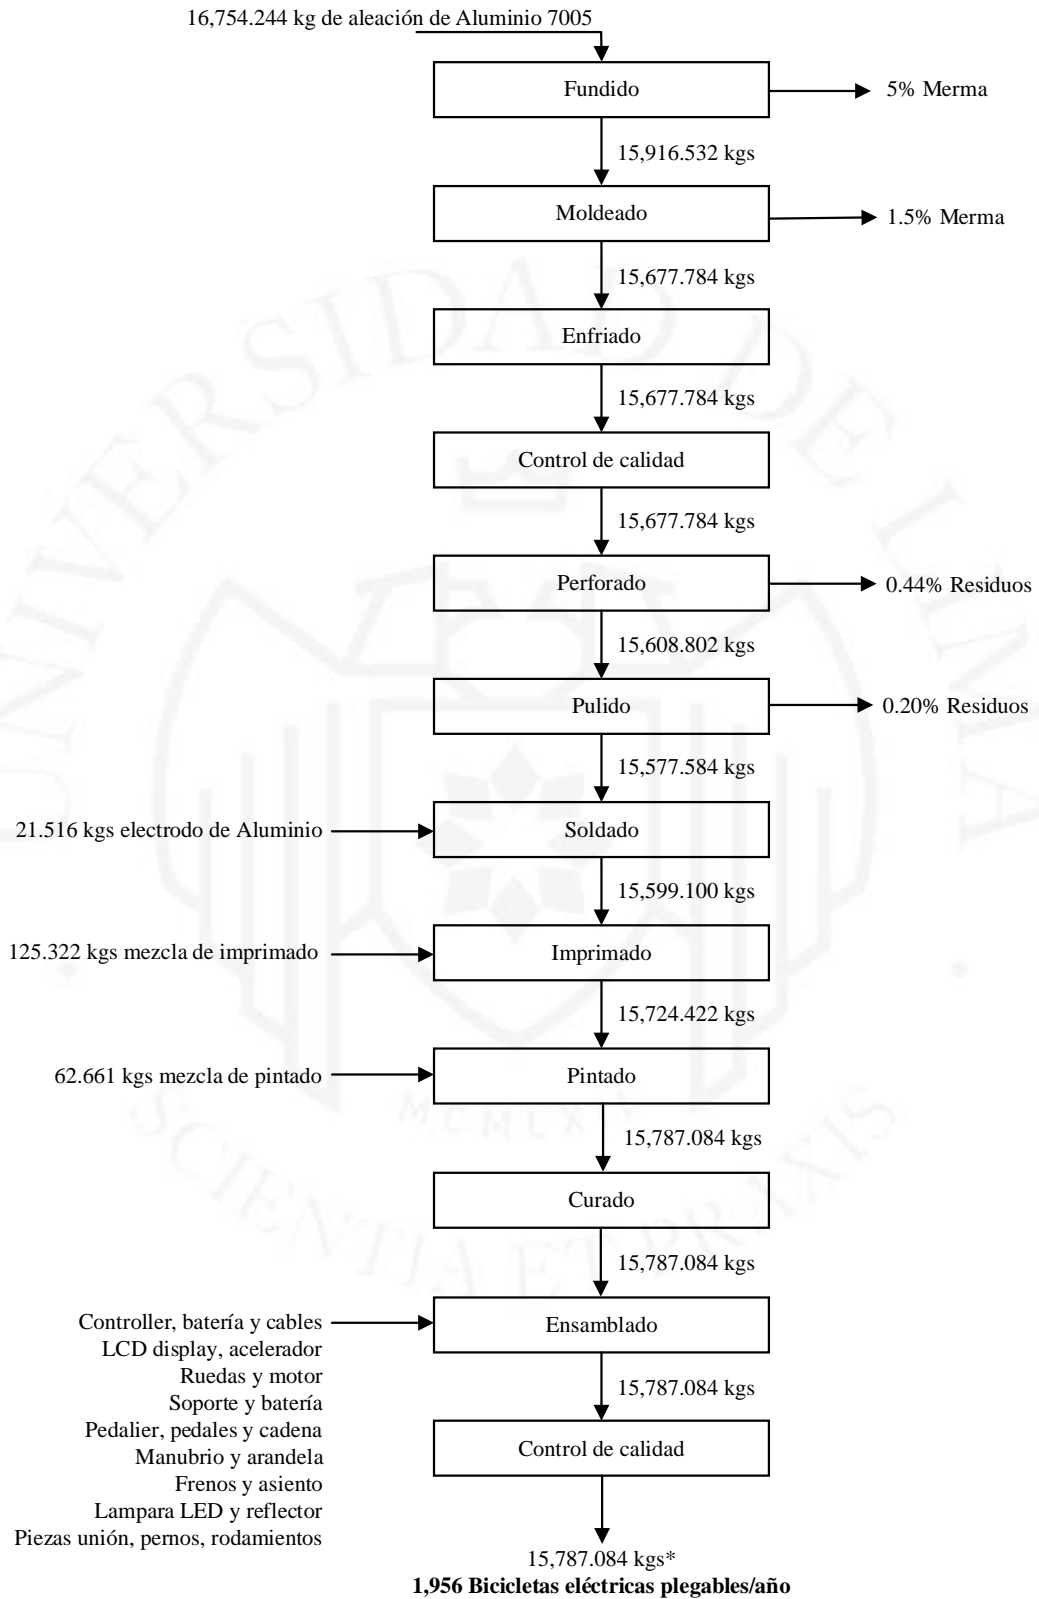 16,754.244 kg de aleación de Aluminio 7005
Fundido
5% Merma
15,916.532 kgs
Moldeado
1.5% Merma
15,677.784 kgs
Enfriado
15,677.784 kgs
Control de calidad
15,677.784 kgs
Perforado
0.44% Residuos
15,608.802 kgs
Pulido
0.20% Residuos
15,577.584 kgs
21.516 kgs electrodo de Aluminio
Soldado
15,599.100 kgs
125.322 kgs mezcla de imprimado
Imprimado
15,724.422 kgs
62.661 kgs mezcla de pintado
Pintado
15,787.084 kgs
Curado
15,787.084 kgs
Controller, batería y cables
Ensamblado
LCD display, acelerador
Ruedas y motor
15,787.084 kgs
Soporte y batería
Pedalier, pedales y cadena
Manubrio y arandela
Control de calidad
Frenos y asiento
Lampara LED y reflector
Piezas unión, pernos, rodamientos
15,787.084 kgs*
1,956 Bicicletas eléctricas plegables/año
UNIVERSIDAD DE LIMA
SCIENTIA ET PRAXIS